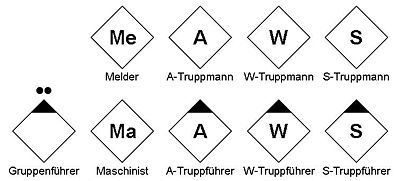 Me A W S
Melder A-Truppmann W-Truppmann S-Truppmann
Ma A W S
Gruppenführer Maschinist A-Truppführer W-Truppführer S-Truppführer